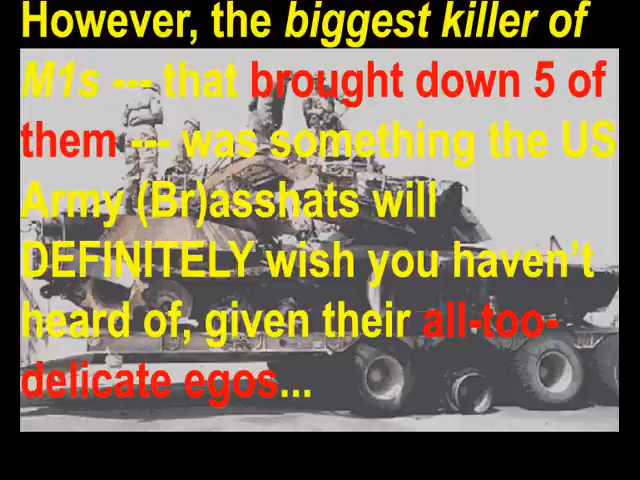 However, the biggest killer of
M1s --- that brought down 5 of
them --- was something the US
Army (Br)asshats will
DEFINITELY wish you haven't
heard of, given their all-too-
delicate egos...